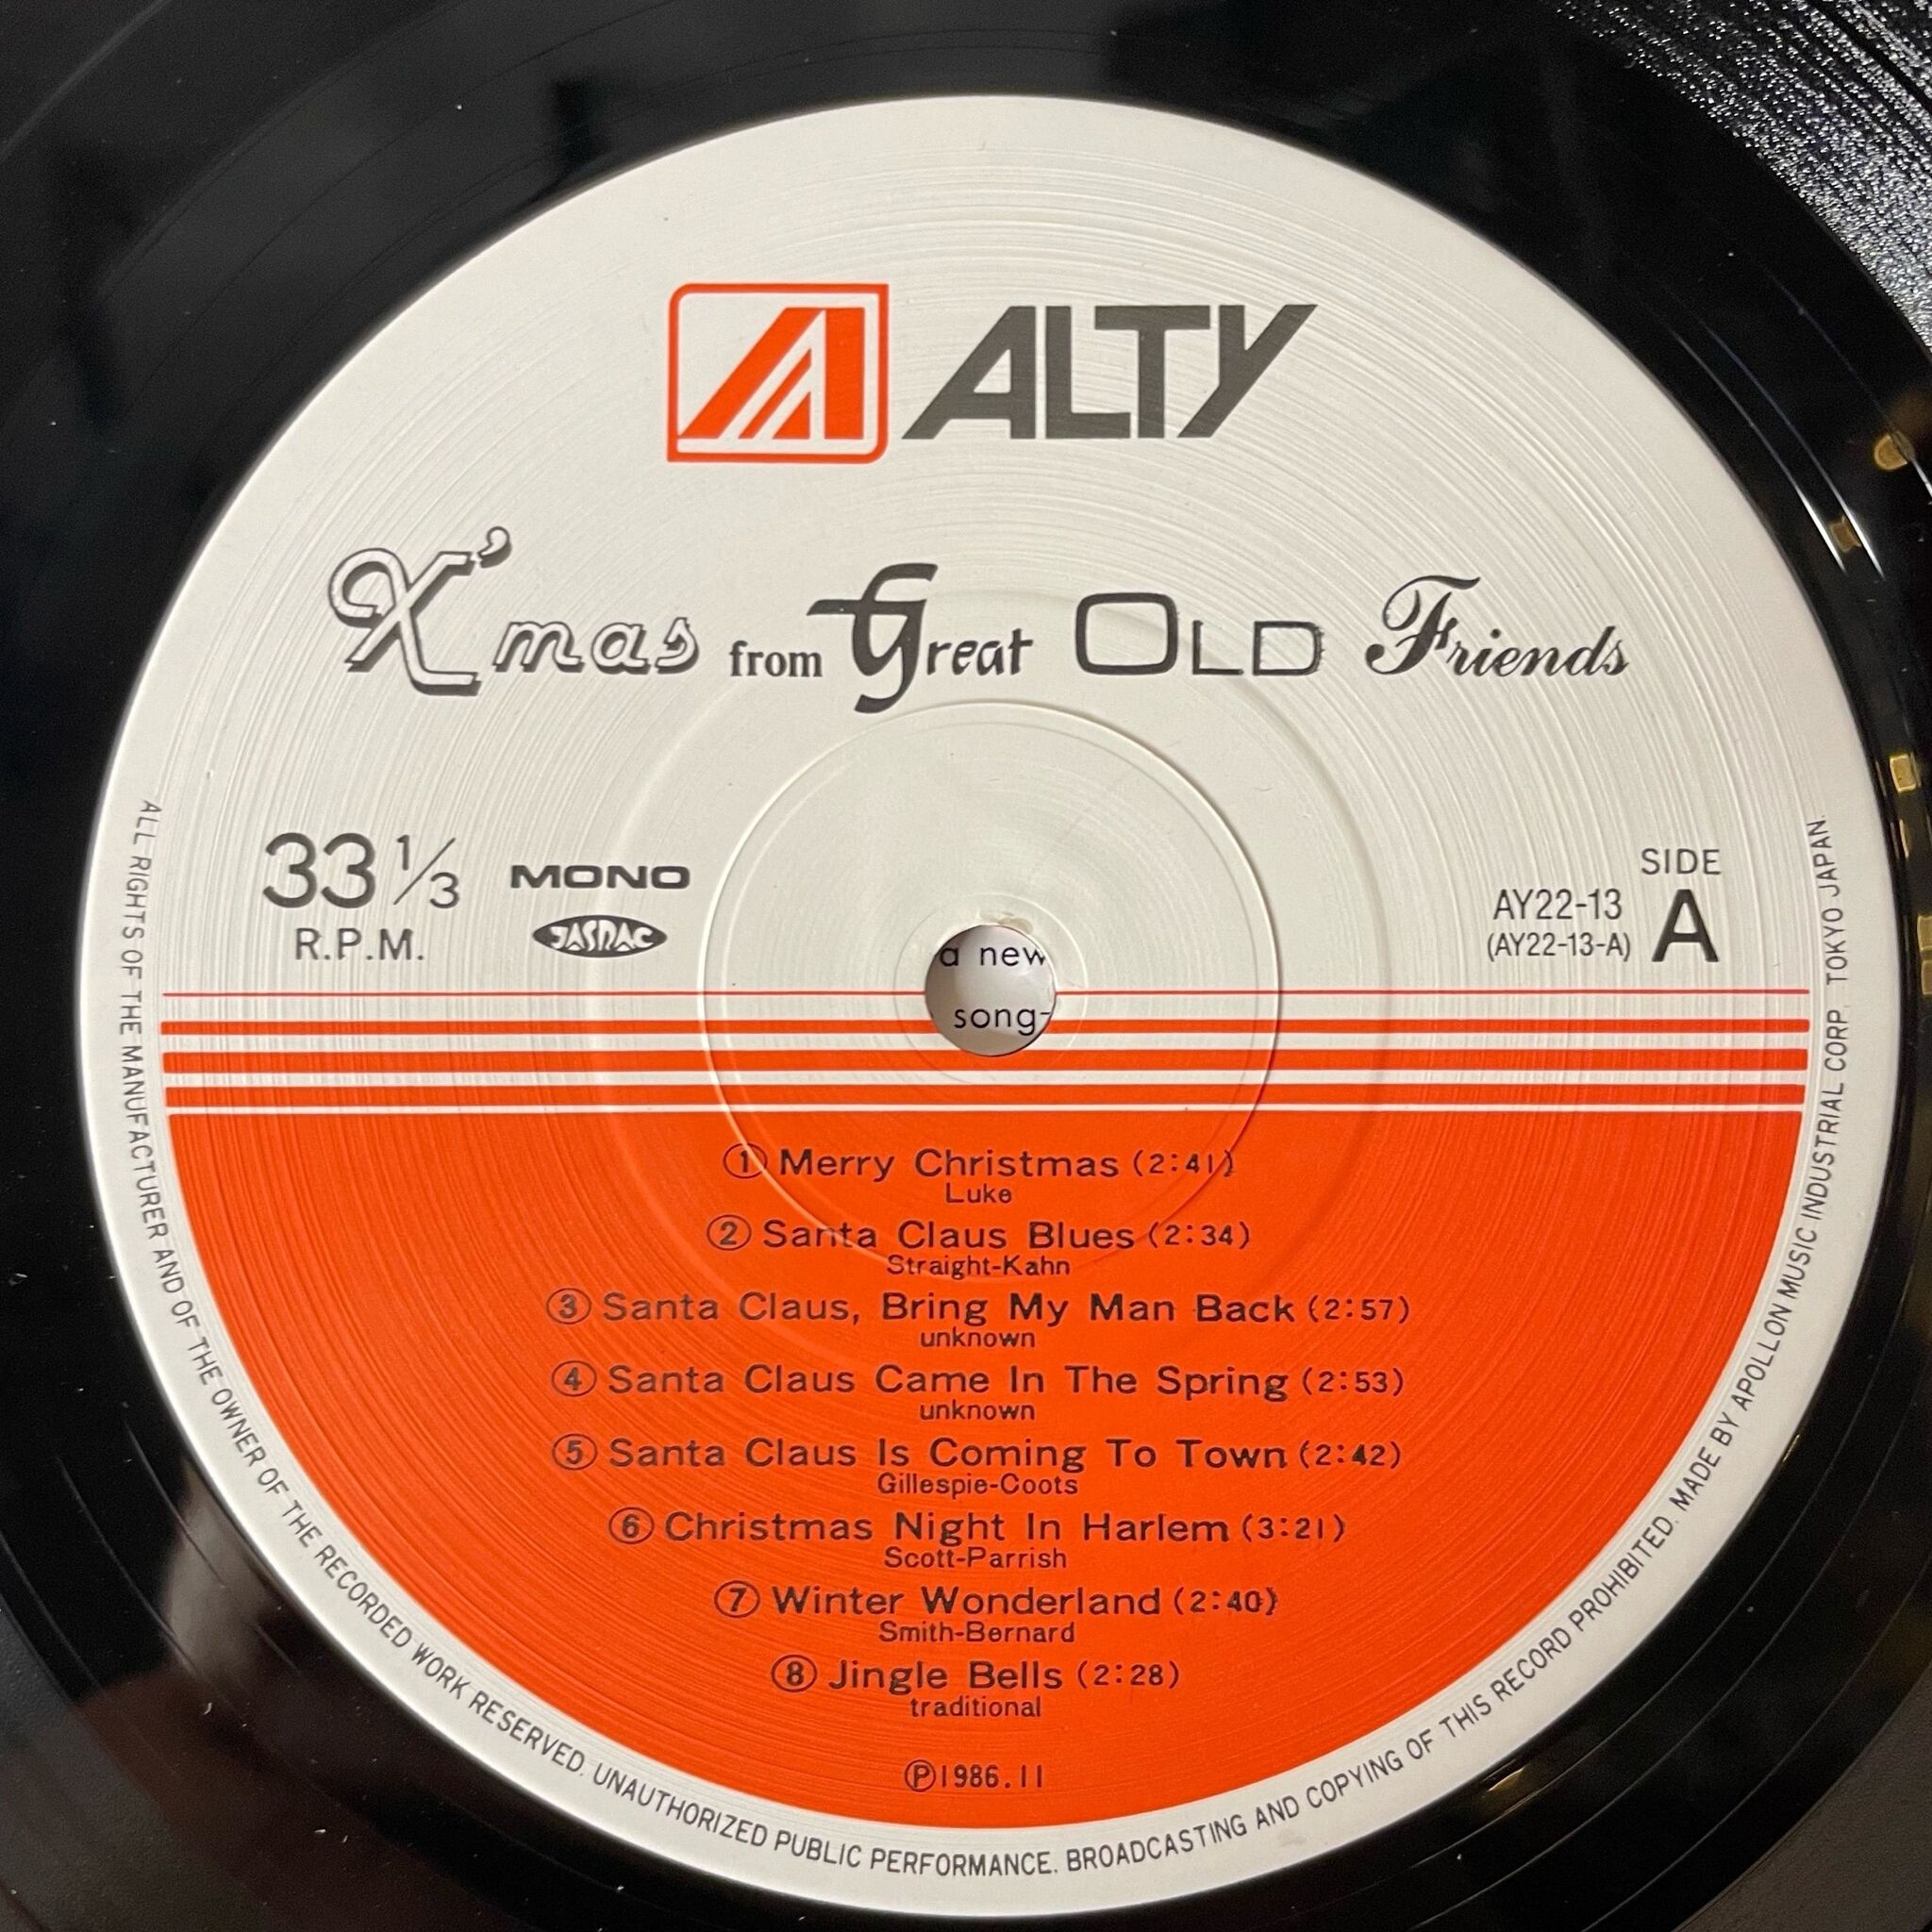 ALTY
X'mas from Great OLD Friends
33 1/3
R.P.M.
MONO
JASRAC
SIDE
A
AY22-13
(AY22-13-A)
a new
song-
① Merry Christmas (2:41)
Luke
② Santa Claus Blues (2:34)
Straight-Kahn
③ Santa Claus, Bring My Man Back (2:57)
unknown
④ Santa Claus Came In The Spring (2:53)
unknown
⑤ Santa Claus Is Coming To Town (2:42)
Gillespie-Coots
⑥ Christmas Night In Harlem (3:21)
Scott-Parrish
⑦ Winter Wonderland (2:40)
Smith-Bernard
⑧ Jingle Bells (2:28)
traditional
Ⓟ1986.11
ALL RIGHTS OF THE MANUFACTURER AND OF THE OWNER OF THE RECORDED WORK RESERVED. UNAUTHORIZED PUBLIC PERFORMANCE. BROADCASTING AND COPYING OF THIS RECORD PROHIBITED. MADE BY APOLLON MUSIC INDUSTRIAL CORP. TOKYO JAPAN.